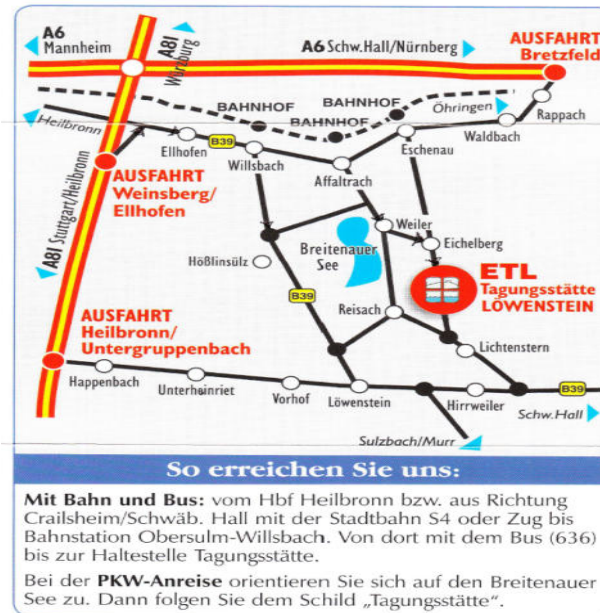 A6
Mannheim
A81
Würzburg
A6 Schw.Hall/Nürnberg
AUSFAHRT
Bretzfeld
BAHNHOF
BAHNHOF
BAHNHOF
Öhringen
Rappach
Heilbronn
B39
Ellhofen
Willsbach
Affaltrach
Eschenau
Waldbach
AUSFAHRT
Weinsberg/
Ellhofen
A81 Stuttgart/Heilbronn
Weiler
Eichelberg
Breitenauer
See
Hößlinsülz
B39
ETL
Tagungsstätte
LÖWENSTEIN
Reisach
AUSFAHRT
Heilbronn/
Untergruppenbach
Lichtenstern
Happenbach
Unterheinriet
Vorhof
Löwenstein
Hirrweiler
B39
Schw.Hall
Sulzbach/Murr
So erreichen Sie uns:
Mit Bahn und Bus: vom Hbf Heilbronn bzw. aus Richtung
Crailsheim/Schwäb. Hall mit der Stadtbahn S4 oder Zug bis
Bahnstation Obersulm-Willsbach. Von dort mit dem Bus (636)
bis zur Haltestelle Tagungsstätte.
Bei der PKW-Anreise orientieren Sie sich auf den Breitenauer
See zu. Dann folgen Sie dem Schild „Tagungsstätte“.